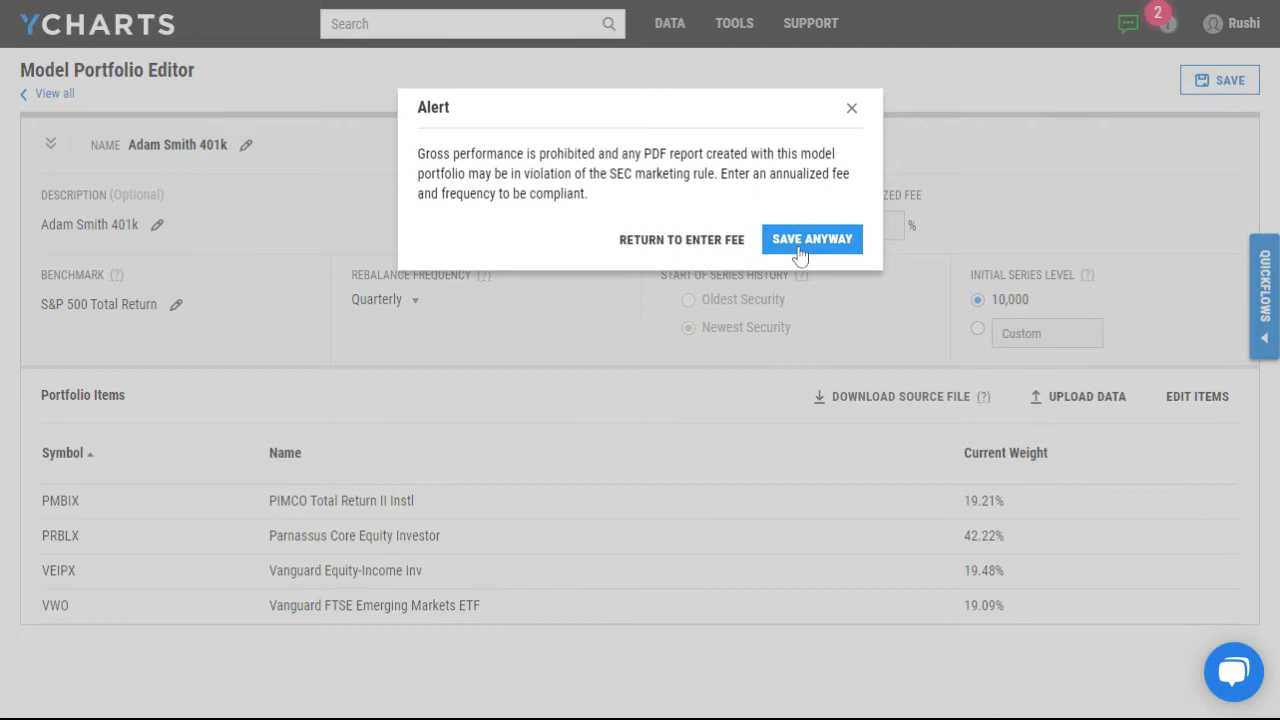 YCHARTS
Search
DATA
TOOLS
SUPPORT
2
Rushi
Model Portfolio Editor
View all
SAVE
Alert
Gross performance is prohibited and any PDF report created with this model
portfolio may be in violation of the SEC marketing rule. Enter an annualized fee
and frequency to be compliant.
RETURN TO ENTER FEE
SAVE ANYWAY
NAME Adam Smith 401k
DESCRIPTION (Optional)
Adam Smith 401k
FEE
%
BENCHMARK (?)
S&P 500 Total Return
REBALANCE FREQUENCY (?)
Quarterly
START OF SERIES HISTORY (?)
Oldest Security
Newest Security
INITIAL SERIES LEVEL (?)
10,000
Custom
QUICKFLOWS
Portfolio Items
DOWNLOAD SOURCE FILE (?)
UPLOAD DATA
EDIT ITEMS
Symbol Name Current Weight
PMBIX PIMCO Total Return II Instl 19.21%
PRBLX Parnassus Core Equity Investor 42.22%
VEIPX Vanguard Equity-Income Inv 19.48%
VWO Vanguard FTSE Emerging Markets ETF 19.09%